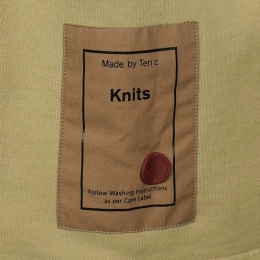 Made by Ten c
Knits
Follow Washing Instructions
as per Care Label